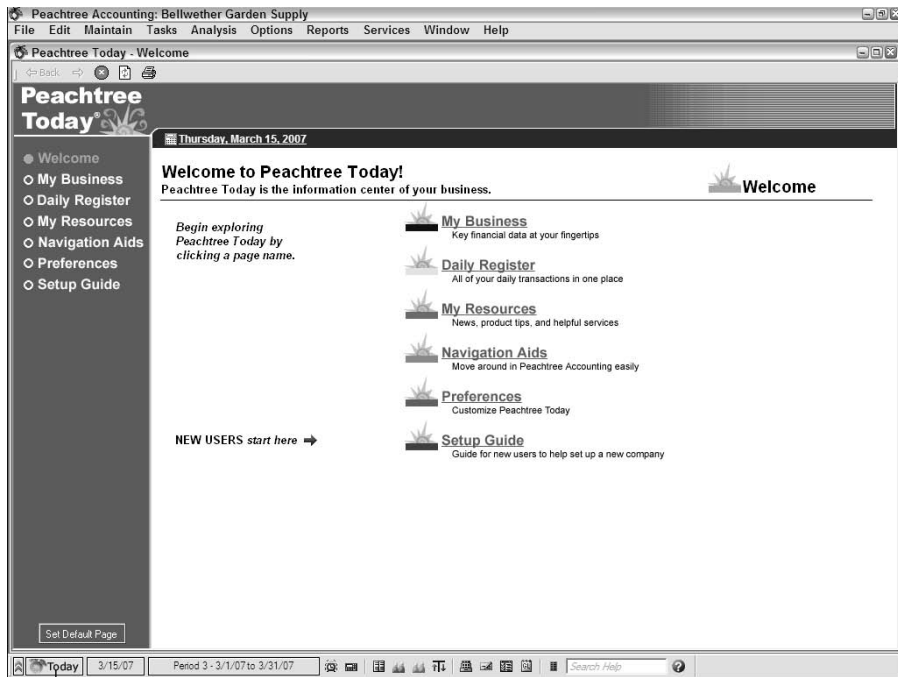 Peachtree Accounting: Bellwether Garden Supply
File Edit Maintain Tasks Analysis Options Reports Services Window Help
Peachtree Today - Welcome
Back
Peachtree
Today®
Thursday, March 15, 2007
Welcome
My Business
Daily Register
My Resources
Navigation Aids
Preferences
Setup Guide
Set Default Page
Welcome to Peachtree Today!
Peachtree Today is the information center of your business.
Welcome
Begin exploring
Peachtree Today by
clicking a page name.
My Business
Key financial data at your fingertips
Daily Register
All of your daily transactions in one place
My Resources
News, product tips, and helpful services
Navigation Aids
Move around in Peachtree Accounting easily
Preferences
Customize Peachtree Today
NEW USERS start here
Setup Guide
Guide for new users to help set up a new company
Today 3/15/07 Period 3 - 3/1/07 to 3/31/07 Search Help